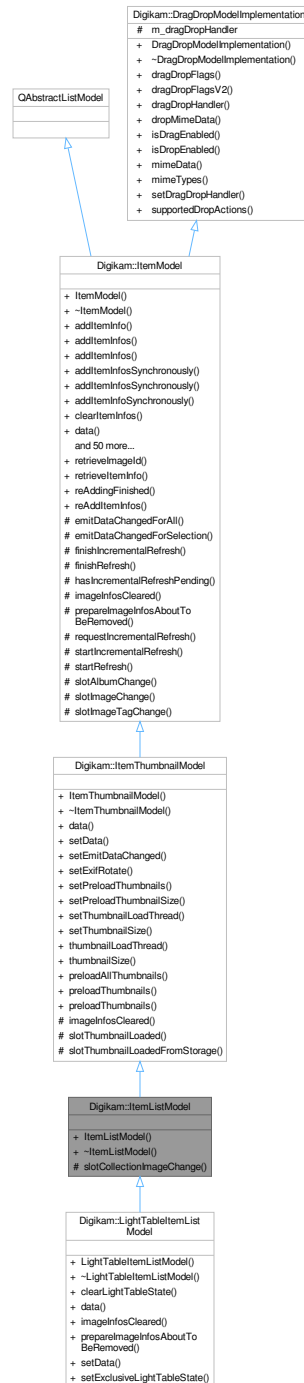 Digikam::DragDropModelImplementation
# m_dragDropHandler
+ DragDropModelImplementation()
+ ~DragDropModelImplementation()
+ dragDropFlags()
+ dragDropFlagsV2()
+ dragDropHandler()
+ dropMimeData()
+ isDragEnabled()
+ isDropEnabled()
+ mimeData()
+ mimeTypes()
+ setDragDropHandler()
+ supportedDropActions()
QAbstractListModel
Digikam::ItemModel
+ ItemModel()
+ ~ItemModel()
+ addItemInfo()
+ addItemInfos()
+ addItemInfos()
+ addItemInfosSynchronously()
+ addItemInfosSynchronously()
+ addItemInfoSynchronously()
+ clearItemInfos()
+ data()
and 50 more...
+ retrieveImageId()
+ retrieveItemInfo()
+ reAddingFinished()
+ reAddItemInfos()
# emitDataChangedForAll()
# emitDataChangedForSelection()
# finishIncrementalRefresh()
# finishRefresh()
# hasIncrementalRefreshPending()
# imageInfosCleared()
# prepareImageInfosAboutTo
BeRemoved()
# requestIncrementalRefresh()
# startIncrementalRefresh()
# startRefresh()
# slotAlbumChange()
# slotImageChange()
# slotImageTagChange()
Digikam::ItemThumbnailModel
+ ItemThumbnailModel()
+ ~ItemThumbnailModel()
+ data()
+ setData()
+ setEmitDataChanged()
+ setExifRotate()
+ setPreloadThumbnails()
+ setPreloadThumbnailSize()
+ setThumbnailLoadThread()
+ setThumbnailSize()
+ thumbnailLoadThread()
+ thumbnailSize()
+ preloadAllThumbnails()
+ preloadThumbnails()
+ preloadThumbnails()
# imageInfosCleared()
# slotThumbnailLoaded()
# slotThumbnailLoadedFromStorage()
Digikam::ItemListModel
+ ItemListModel()
+ ~ItemListModel()
# slotCollectionImageChange()
Digikam::LightTableItemList
Model
+ LightTableItemListModel()
+ ~LightTableItemListModel()
+ clearLightTableState()
+ data()
+ imageInfosCleared()
+ prepareImageInfosAboutTo
BeRemoved()
+ setData()
+ setExclusiveLightTableState()